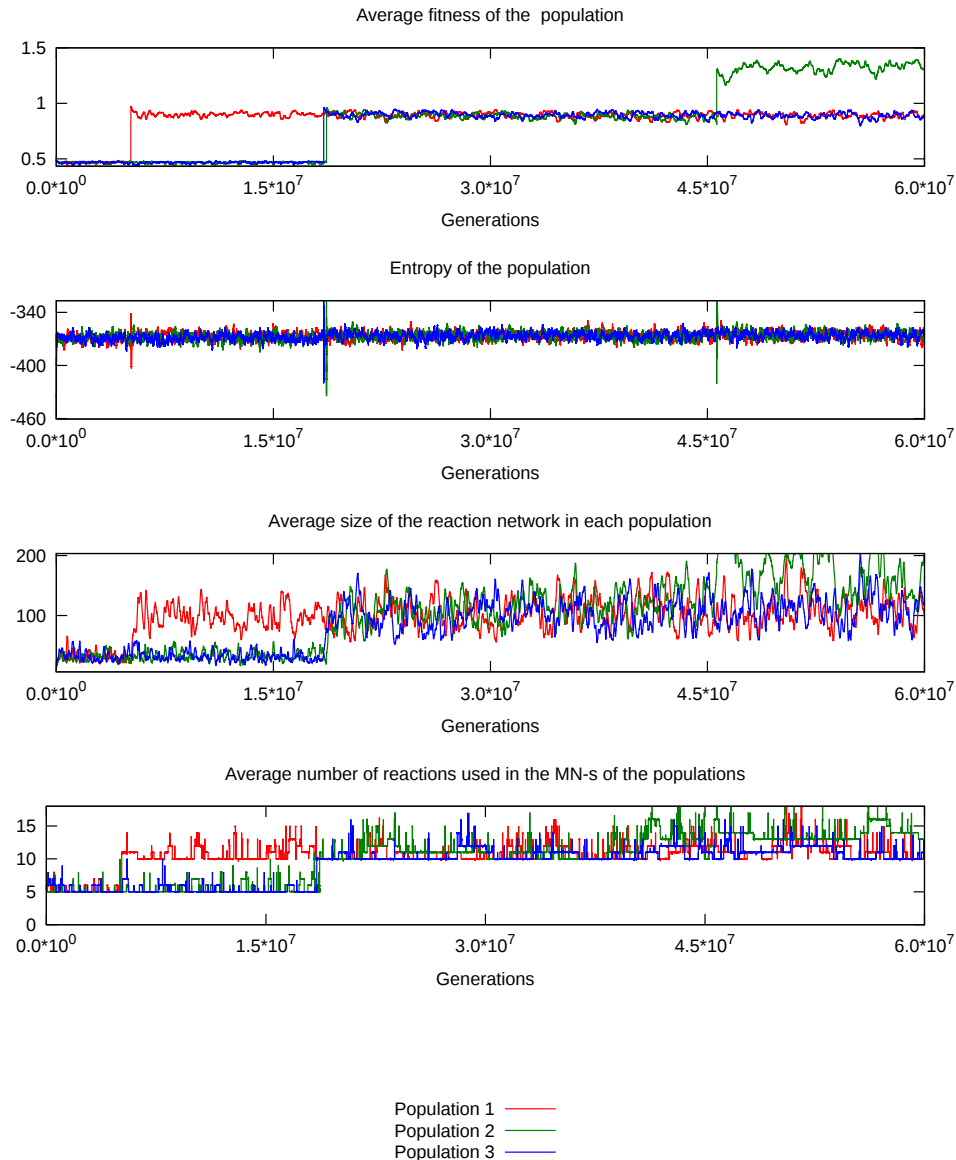 Average fitness of the  population
1.5
1
0.5
0.0*10^0 1.5*10^7 3.0*10^7 4.5*10^7 6.0*10^7
Generations
Entropy of the population
-340
-400
-460
0.0*10^0 1.5*10^7 3.0*10^7 4.5*10^7 6.0*10^7
Generations
Average size of the reaction network in each population
200
100
0.0*10^0 1.5*10^7 3.0*10^7 4.5*10^7 6.0*10^7
Generations
Average number of reactions used in the MN-s of the populations
15
10
5
0
0.0*10^0 1.5*10^7 3.0*10^7 4.5*10^7 6.0*10^7
Generations
Population 1
Population 2
Population 3